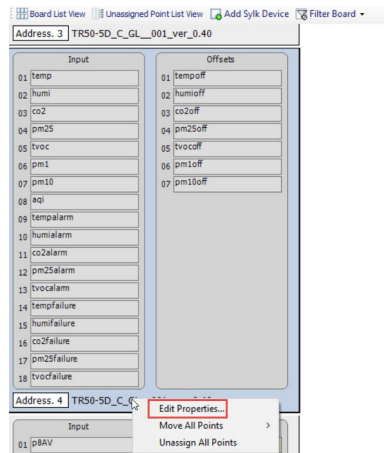 Board List View Unassigned Point List View Add Sylk Device Filter Board
Address. 3 TR50-5D_C_GL__001_ver_0.40
Input
01 temp
02 humi
03 co2
04 pm25
05 tvoc
06 pm1
07 pm10
08 aqi
09 tempalarm
10 humialarm
11 co2alarm
12 pm25alarm
13 tvocalam
14 tempfailure
15 humifailure
16 co2failure
17 pm25failure
18 tvocfailure
Offsets
01 tempoff
02 humioff
03 co2off
04 pm25off
05 tvocoff
06 pm1off
07 pm10off
Address. 4 TR50-5D_C_
Edit Properties...
Move All Points >
Unassign All Points
Input
01 p8AV